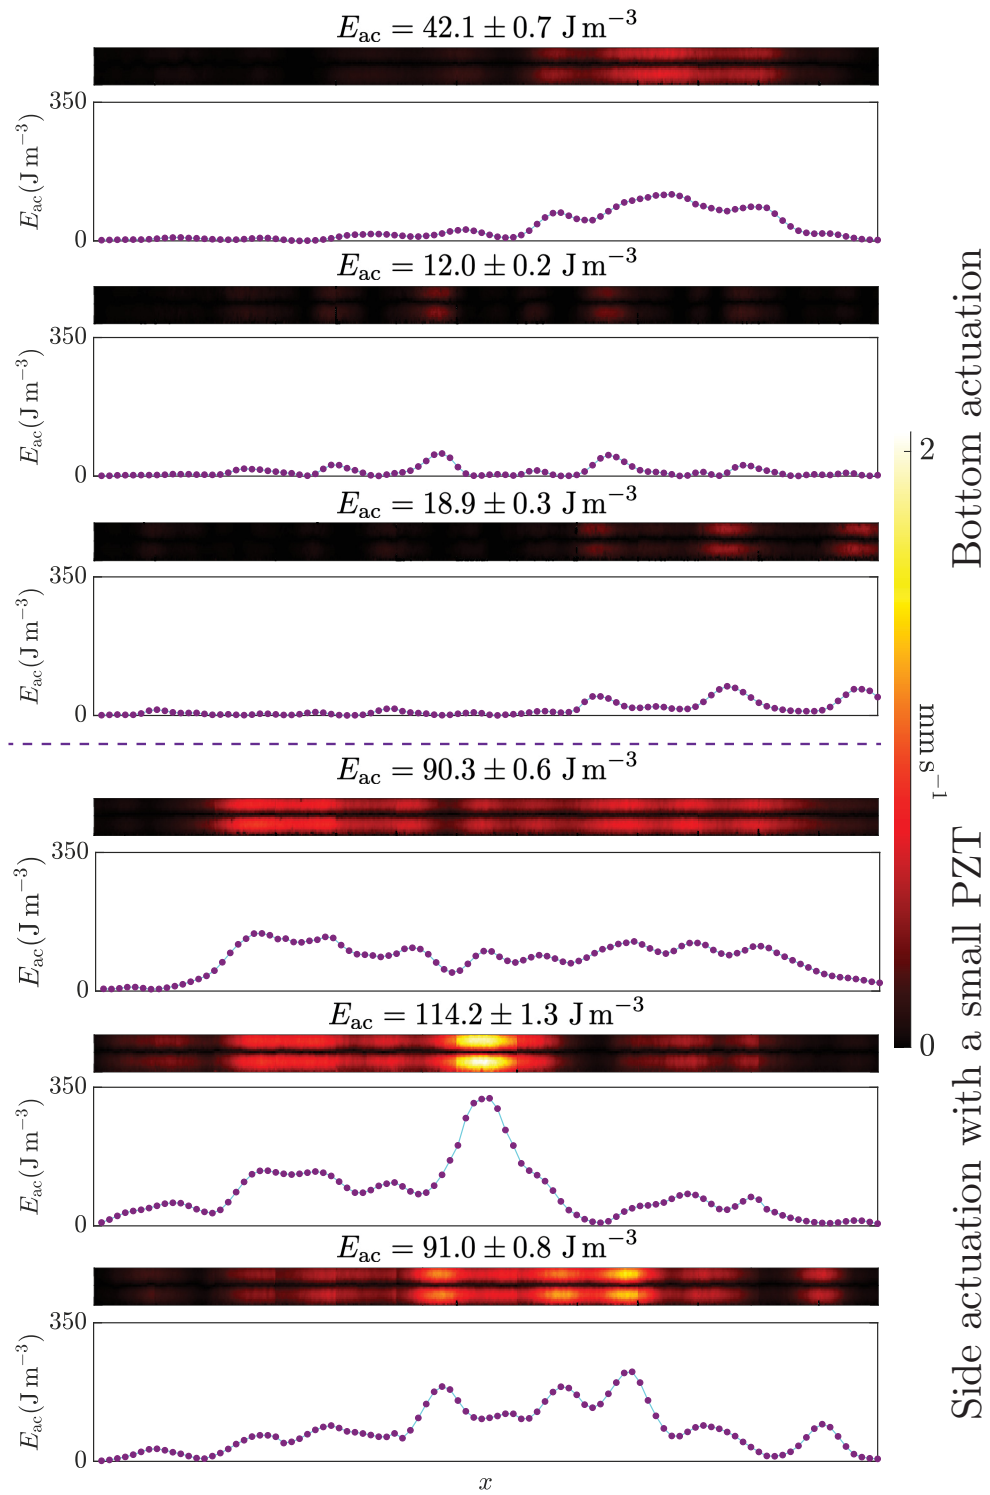 E_ac = 42.1 ± 0.7 J m⁻³
350
E_ac(J m⁻³)
0
E_ac = 12.0 ± 0.2 J m⁻³
350
E_ac(J m⁻³)
0
E_ac = 18.9 ± 0.3 J m⁻³
350
E_ac(J m⁻³)
0
Bottom actuation
E_ac = 90.3 ± 0.6 J m⁻³
350
E_ac(J m⁻³)
0
E_ac = 114.2 ± 1.3 J m⁻³
350
E_ac(J m⁻³)
0
E_ac = 91.0 ± 0.8 J m⁻³
350
E_ac(J m⁻³)
0
x
Side actuation with a small PZT
2
mm s⁻¹
0